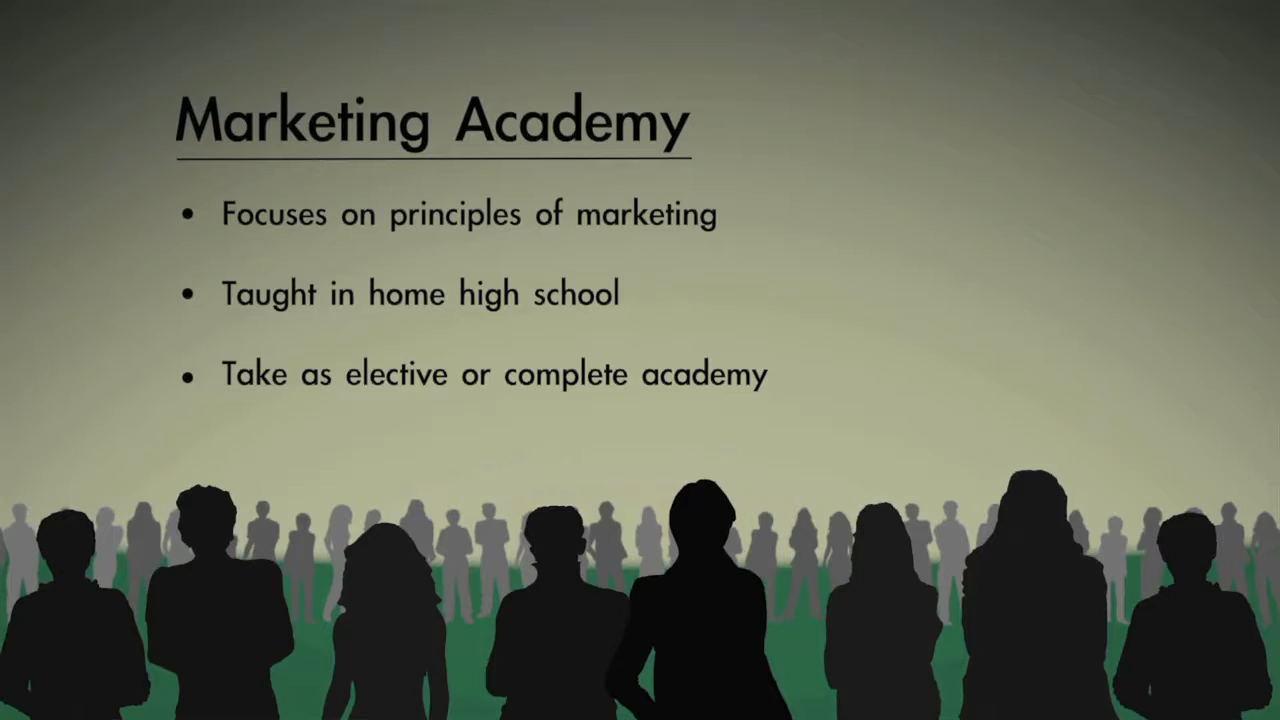 Marketing Academy
• Focuses on principles of marketing
• Taught in home high school
• Take as elective or complete academy